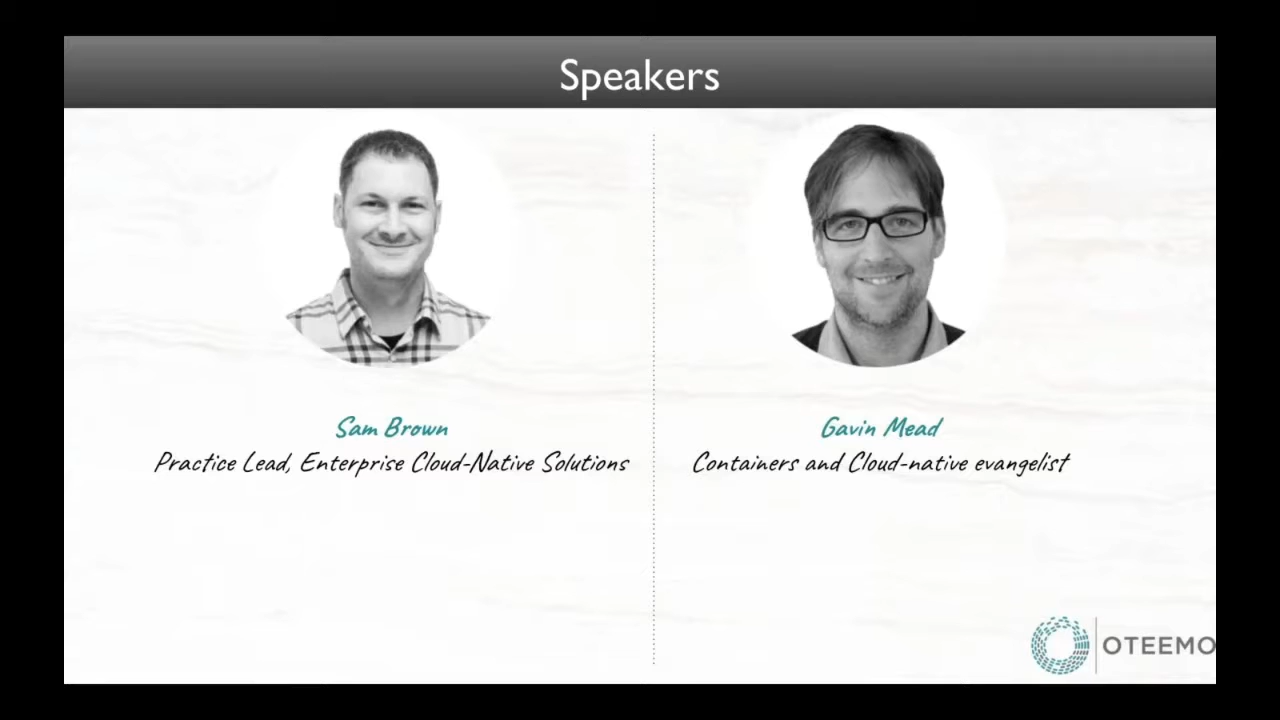 Speakers
Sam Brown
Practice Lead, Enterprise Cloud-Native Solutions
Gavin Mead
Containers and Cloud-native evangelist
OTEEMO